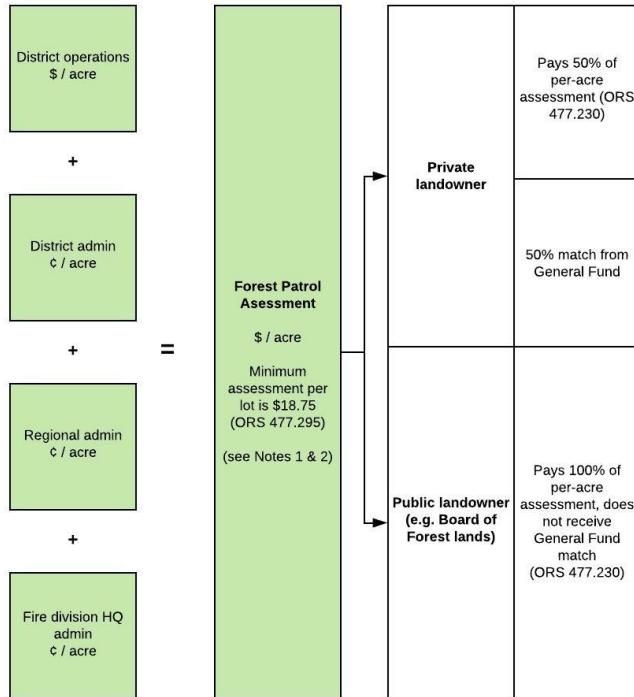 District operations
$ / acre
+
District admin
¢ / acre
+
Regional admin
¢ / acre
+
Fire division HQ
admin
¢ / acre
=
Forest Patrol
Asessment
$ / acre
Minimum
assessment per
lot is $18.75
(ORS 477.295)
(see Notes 1 & 2)
Private
landowner
Pays 50% of
per-acre
assessment (ORS
477.230)
50% match from
General Fund
Public landowner
(e.g. Board of
Forest lands)
Pays 100% of
per-acre
assessment, does
not receive
General Fund
match
(ORS 477.230)